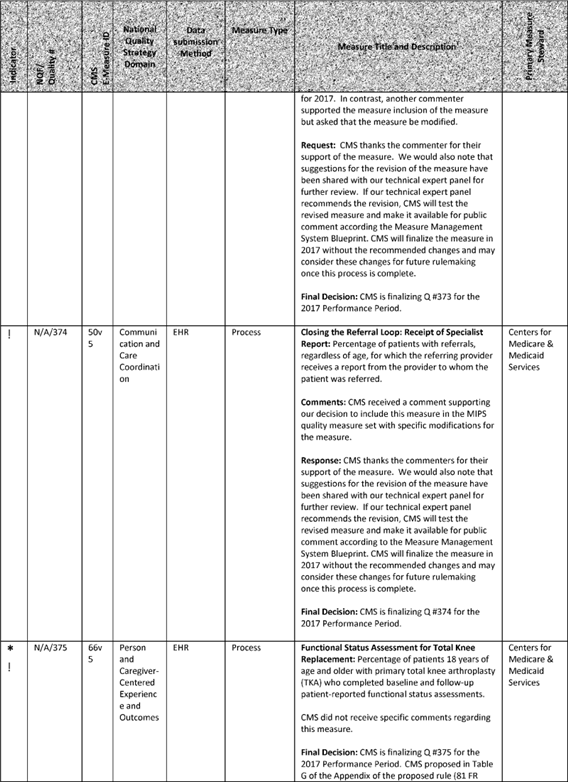 Indicator
NQF/
Quality #
CMS
E-Measure ID
National
Quality
Strategy
Domain
Data
submission
Method
Measure Type
Measure Title and Description
Primary Measure
Steward
for 2017.  In contrast, another commenter
supported the measure inclusion of the measure
but asked that the measure be modified.
Request:  CMS thanks the commenter for their
support of the measure.  We would also note that
suggestions for the revision of the measure have
been shared with our technical expert panel for
further review.  If our technical expert panel
recommends the revision, CMS will test the
revised measure and make it available for public
comment according the Measure Management
System Blueprint. CMS will finalize the measure in
2017 without the recommended changes and may
consider these changes for future rulemaking
once this process is complete.
Final Decision: CMS is finalizing Q #373 for the
2017 Performance Period.
!
N/A/374
50v
5
Communi
cation and
Care
Coordinati
on
EHR
Process
Closing the Referral Loop: Receipt of Specialist
Report: Percentage of patients with referrals,
regardless of age, for which the referring provider
receives a report from the provider to whom the
patient was referred.
Comments: CMS received a comment supporting
our decision to include this measure in the MIPS
quality measure set with specific modifications for
the measure.
Response: CMS thanks the commenters for their
support of the measure.  We would also note that
suggestions for the revision of the measure have
been shared with our technical expert panel for
further review.  If our technical expert panel
recommends the revision, CMS will test the
revised measure and make it available for public
comment according to the Measure Management
System Blueprint. CMS will finalize the measure in
2017 without the recommended changes and may
consider these changes for future rulemaking
once this process is complete.
Final Decision: CMS is finalizing Q #374 for the
2017 Performance Period.
Centers for
Medicare &
Medicaid
Services
*
!
N/A/375
66v
5
Person
and
Caregiver-
Centered
Experienc
e and
Outcomes
EHR
Process
Functional Status Assessment for Total Knee
Replacement: Percentage of patients 18 years of
age and older with primary total knee arthroplasty
(TKA) who completed baseline and follow-up
patient-reported functional status assessments.
CMS did not receive specific comments regarding
this measure.
Final Decision: CMS is finalizing Q #375 for the
2017 Performance Period. CMS proposed in Table
G of the Appendix of the proposed rule (81 FR
Centers for
Medicare &
Medicaid
Services